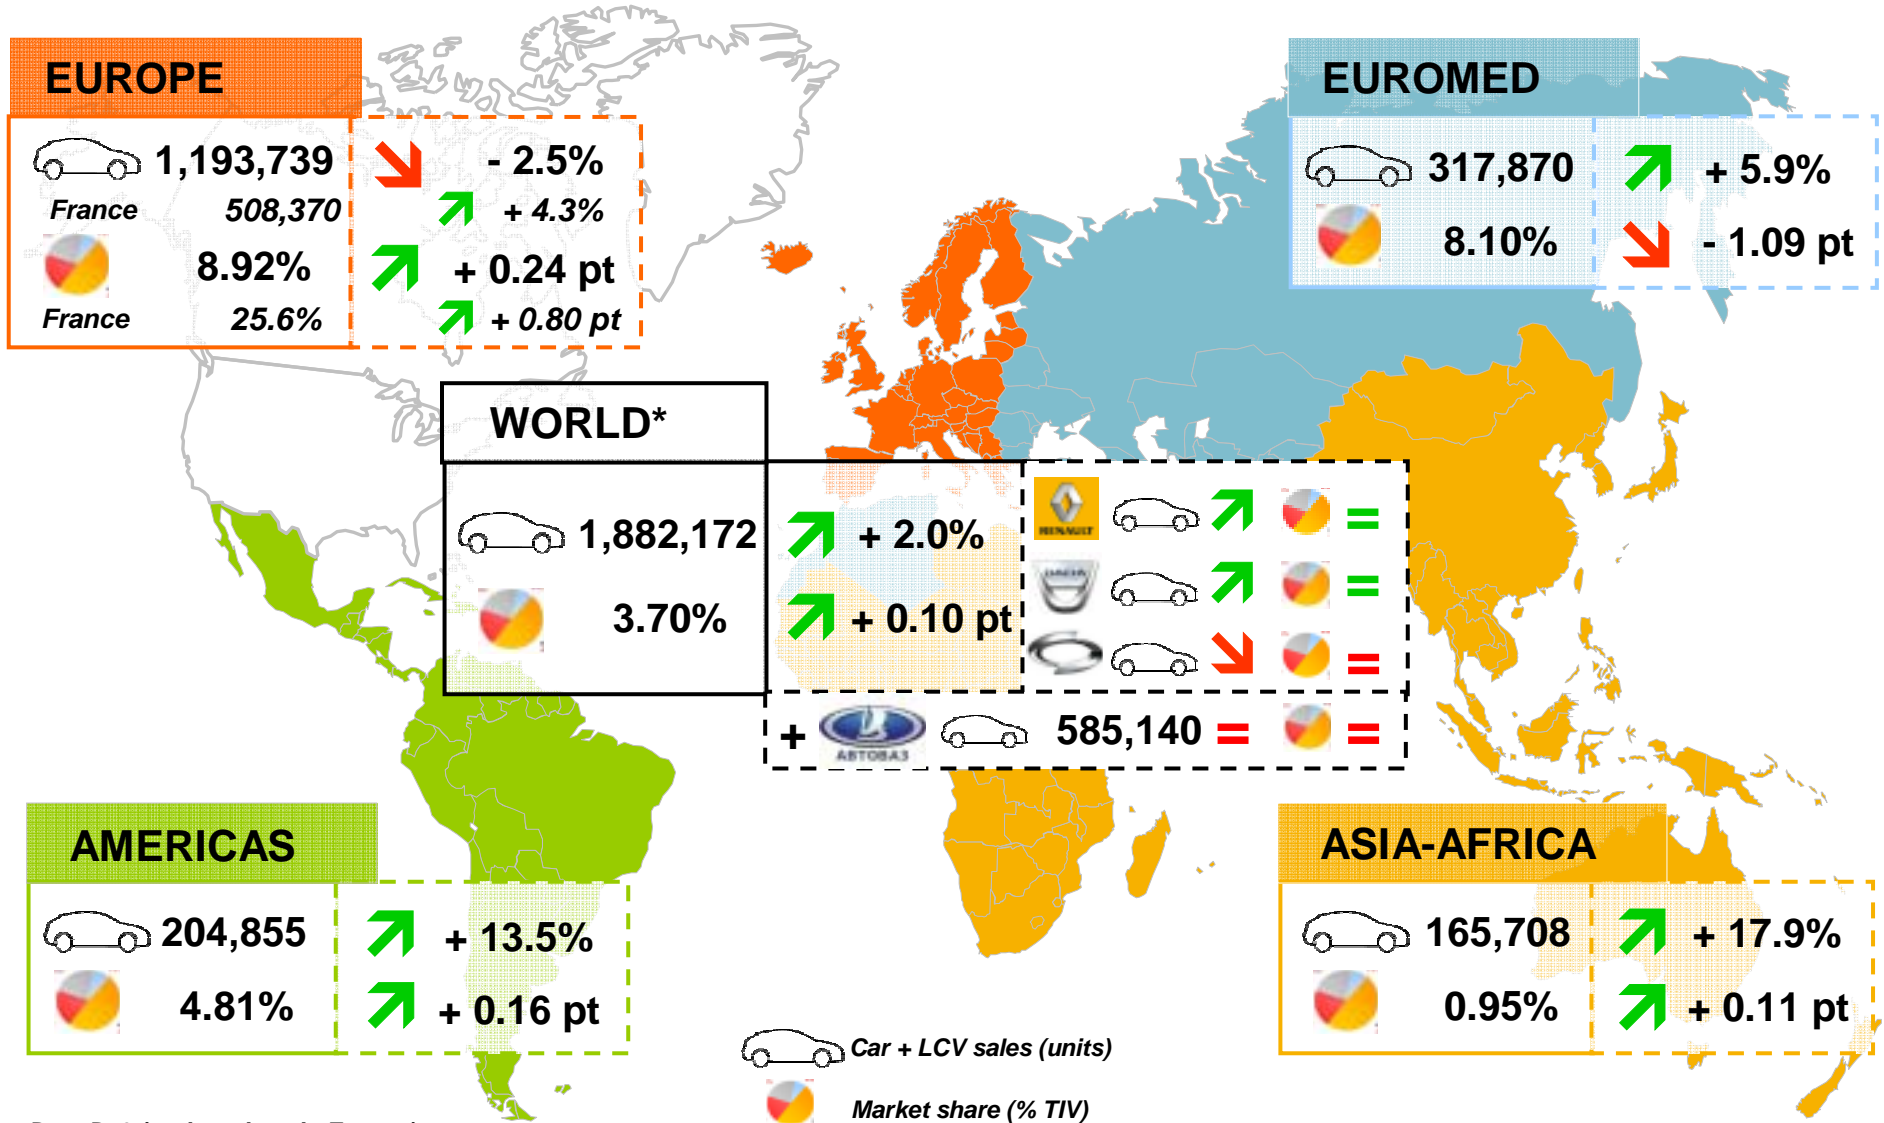 EUROPE
1,193,739
- 2.5%
France
508,370
+ 4.3%
8.92%
+ 0.24 pt
France
25.6%
+ 0.80 pt
EUROMED
317,870
+ 5.9%
8.10%
- 1.09 pt
WORLD*
1,882,172
+ 2.0%
3.70%
+ 0.10 pt
RENAULT
=
DACIA
=
=
+
АВТОВАЗ
585,140
=
=
AMERICAS
204,855
+ 13.5%
4.81%
+ 0.16 pt
ASIA-AFRICA
165,708
+ 17.9%
0.95%
+ 0.11 pt
Car + LCV sales (units)
Market share (% TIV)